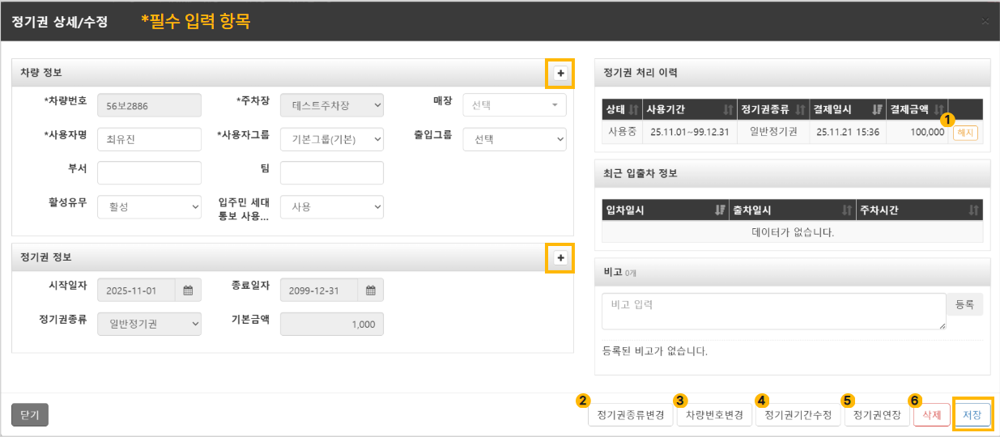 정기권 상세/수정 *필수 입력 항목 ×
차량 정보 +
*차량번호 56보2886 *주차장 테스트주차장 매장 선택
*사용자명 최유진 *사용자그룹 기본그룹(기본) 출입그룹 선택
부서 팀
활성유무 활성 입주민 세대 통보 사용... 사용
정기권 정보 +
시작일자 2025-11-01 종료일자 2099-12-31
정기권종류 일반정기권 기본금액 1,000
정기권 처리 이력
상태 사용기간 정기권종류 결제일시 결제금액
1
사용중 25.11.01~99.12.31 일반정기권 25.11.21 15:36 100,000 해지
최근 입출차 정보
입차일시 출차일시 주차시간
데이터가 없습니다.
비고 0개
비고 입력 등록
등록된 비고가 없습니다.
2 3 4 5 6
닫기 정기권종류변경 차량번호변경 정기권기간수정 정기권연장 삭제 저장